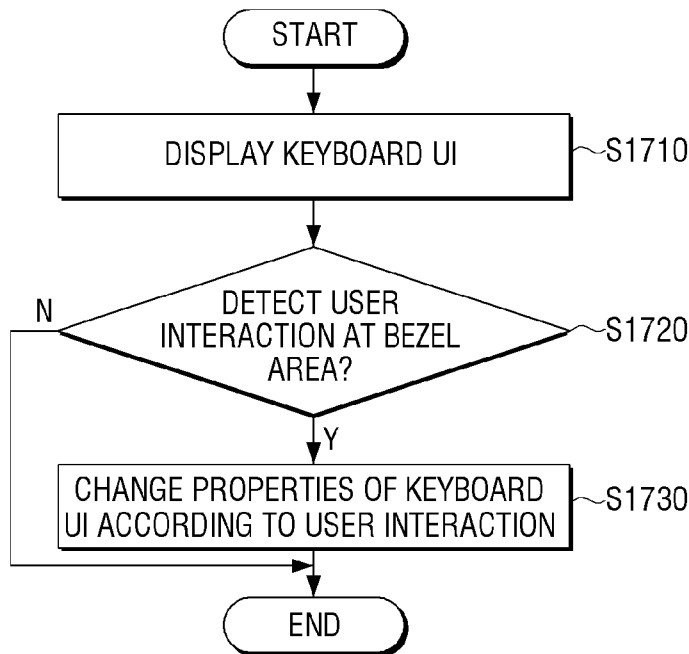 START
DISPLAY KEYBOARD UI
S1710
N
DETECT USER
INTERACTION AT BEZEL
AREA?
S1720
Y
CHANGE PROPERTIES OF KEYBOARD
UI ACCORDING TO USER INTERACTION
S1730
END